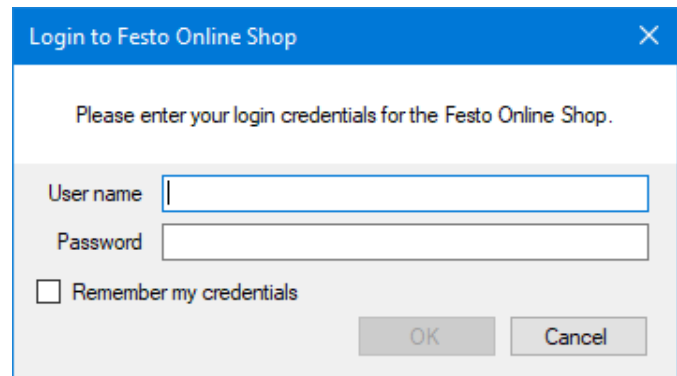 Login to Festo Online Shop
Please enter your login credentials for the Festo Online Shop.
User name
Password
Remember my credentials
OK Cancel